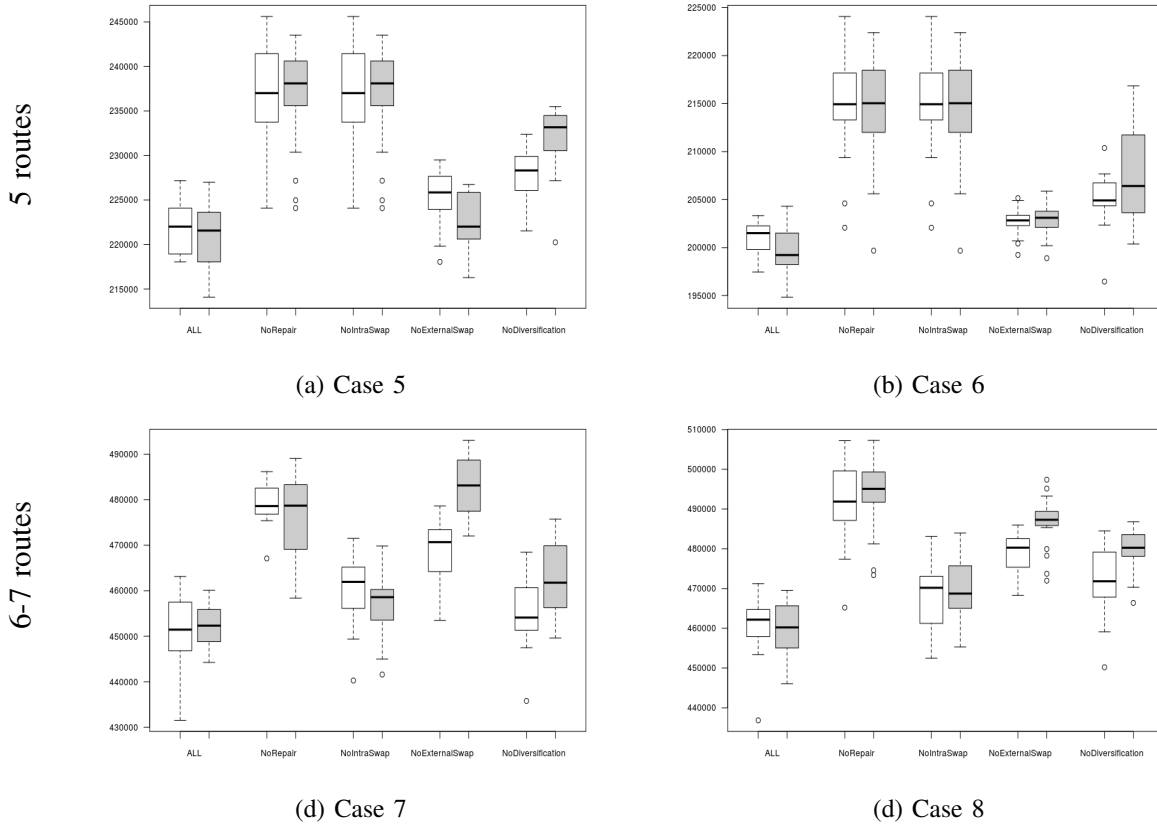 5 routes
245000
240000
235000
230000
225000
220000
215000
ALL NoRepair NoIntraSwap NoExternalSwap NoDiversification
(a) Case 5
225000
220000
215000
210000
205000
200000
195000
ALL NoRepair NoIntraSwap NoExternalSwap NoDiversification
(b) Case 6
6-7 routes
490000
480000
470000
460000
450000
440000
430000
ALL NoRepair NoIntraSwap NoExternalSwap NoDiversification
(d) Case 7
510000
500000
490000
480000
470000
460000
450000
440000
ALL NoRepair NoIntraSwap NoExternalSwap NoDiversification
(d) Case 8